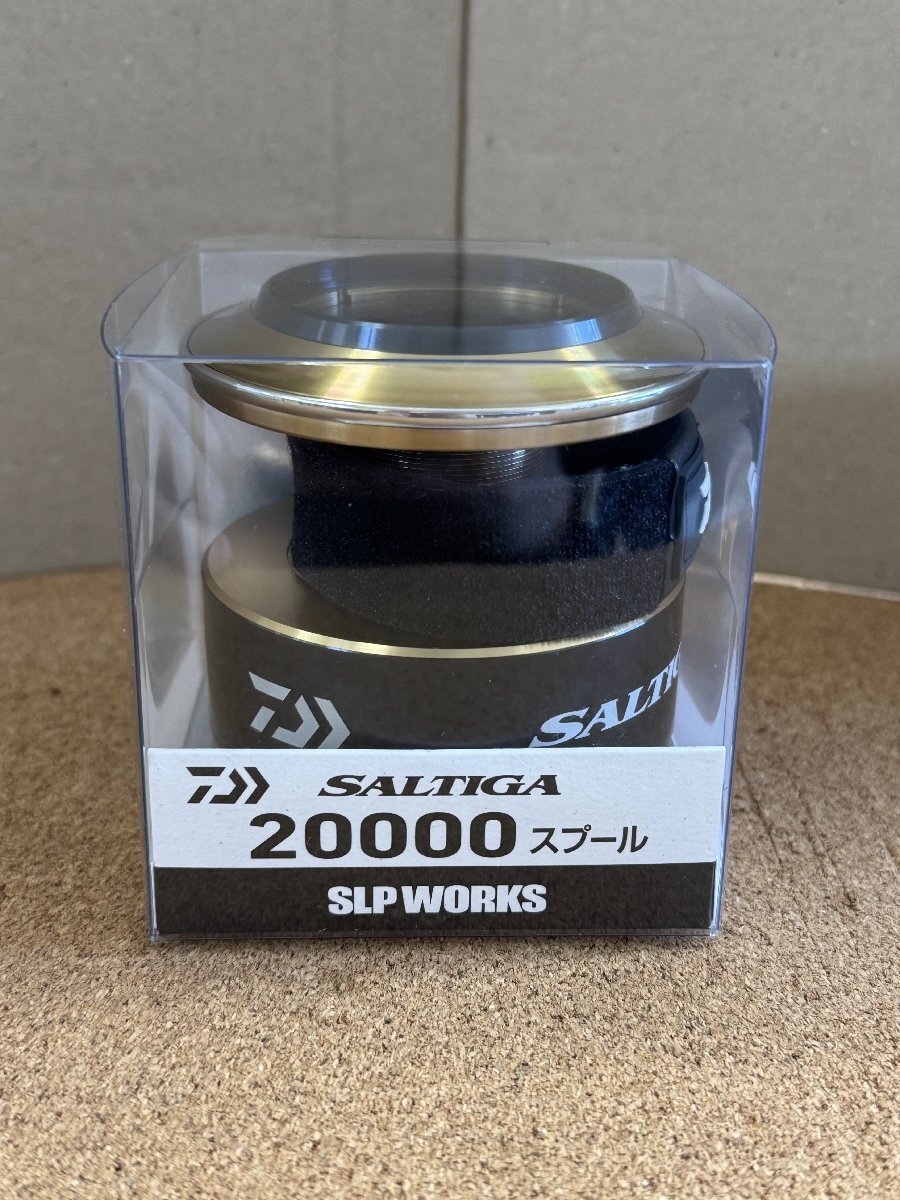 SALTIGA
SALTIGA
20000 スプール
SLP WORKS